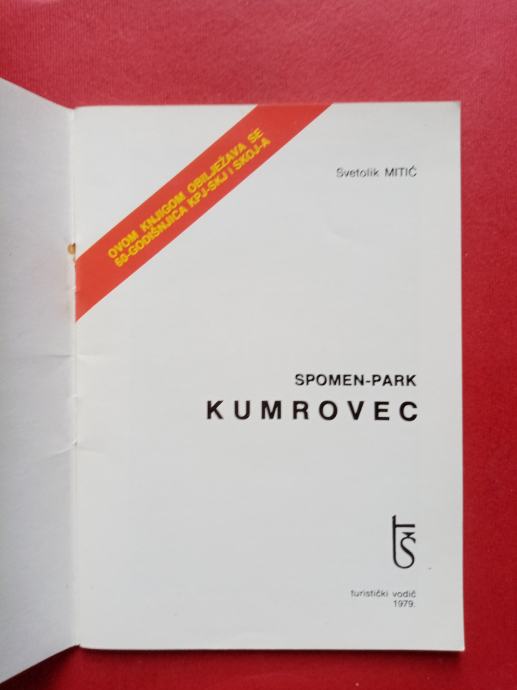 OVOM KNJIGOM OBILJEŽAVA SE
60-GODIŠNJICA KPJ-SKJ I SKOJ-A
Svetolik MITIĆ
SPOMEN-PARK
KUMROVEC
turistički vodič
1979.